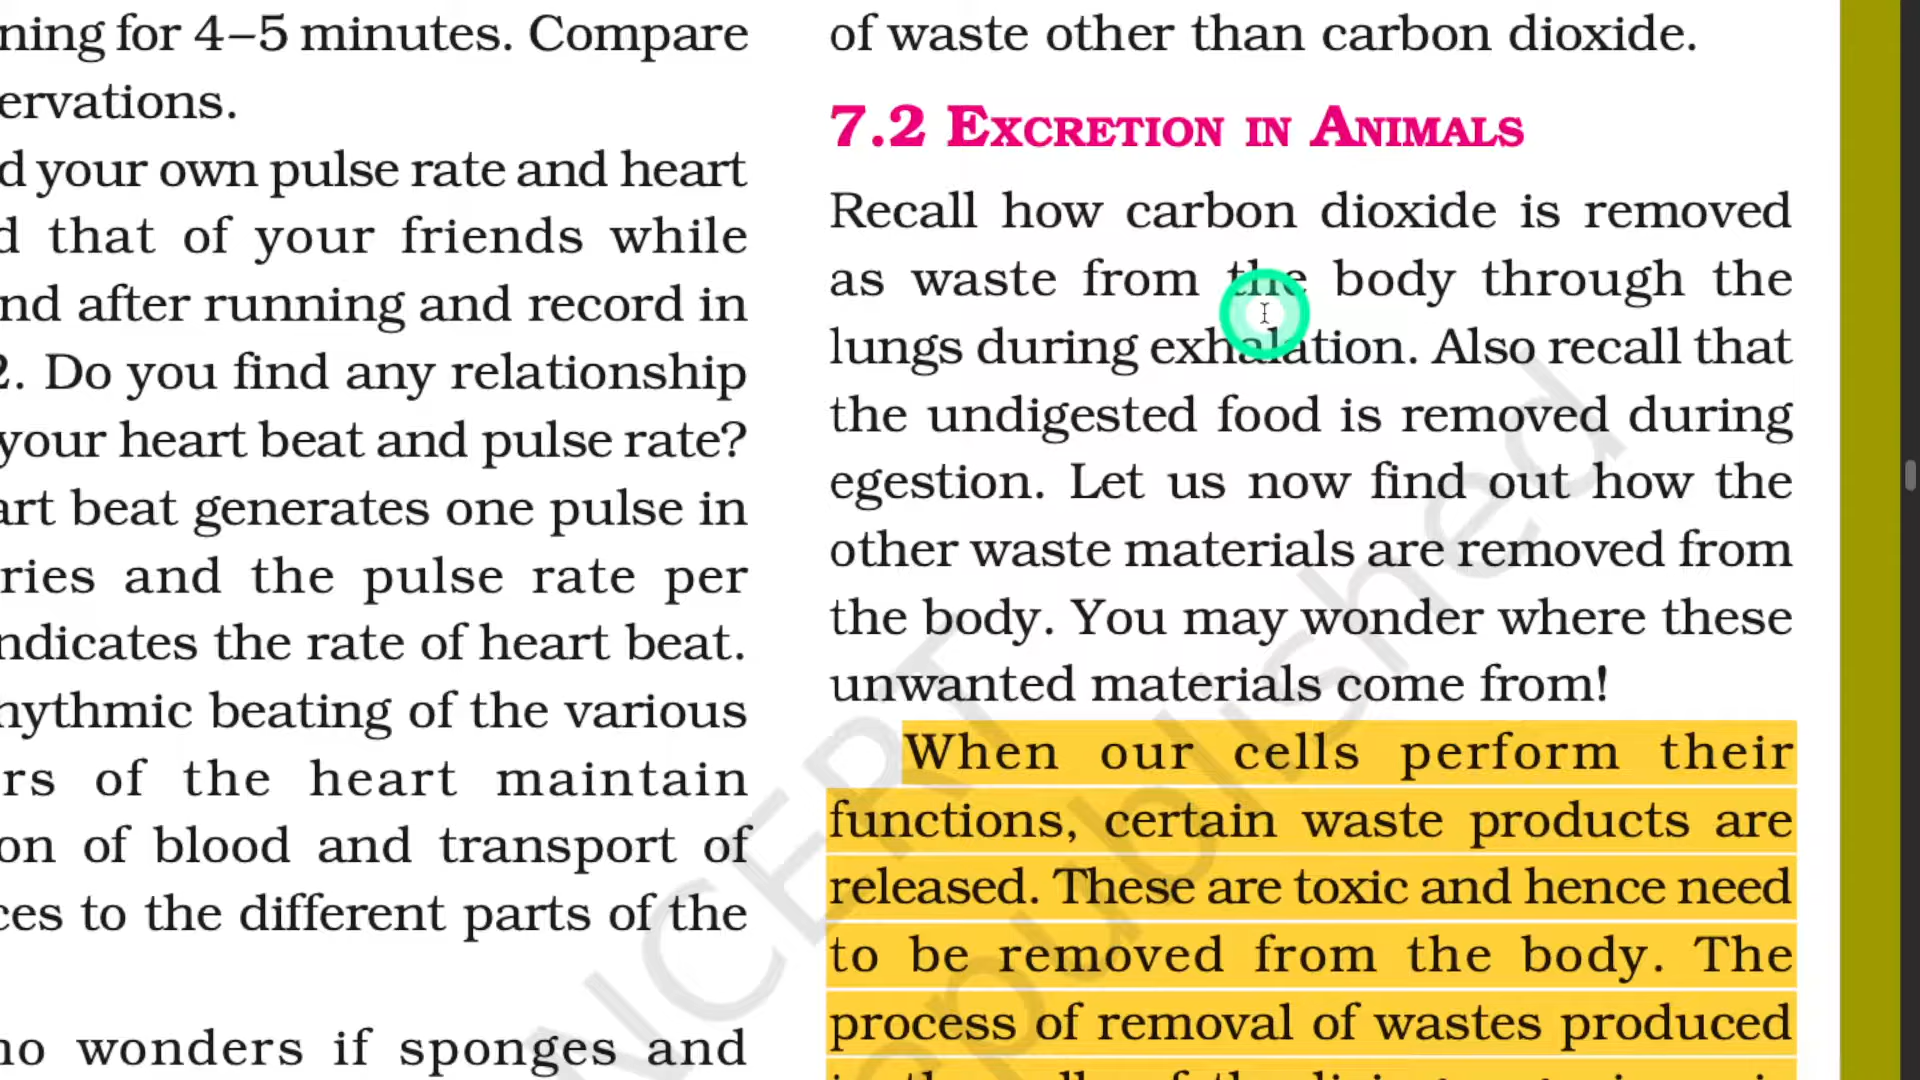 ning for 4–5 minutes. Compare
ervations.
d your own pulse rate and heart
d that of your friends while
nd after running and record in
2. Do you find any relationship
your heart beat and pulse rate?
art beat generates one pulse in
ries and the pulse rate per
ndicates the rate of heart beat.
hythmic beating of the various
rs of the heart maintain
on of blood and transport of
ces to the different parts of the
no wonders if sponges and
of waste other than carbon dioxide.
7.2 EXCRETION IN ANIMALS
Recall how carbon dioxide is removed
as waste from the body through the
lungs during exhalation. Also recall that
the undigested food is removed during
egestion. Let us now find out how the
other waste materials are removed from
the body. You may wonder where these
unwanted materials come from!
When our cells perform their
functions, certain waste products are
released. These are toxic and hence need
to be removed from the body. The
process of removal of wastes produced
NCERT
republished